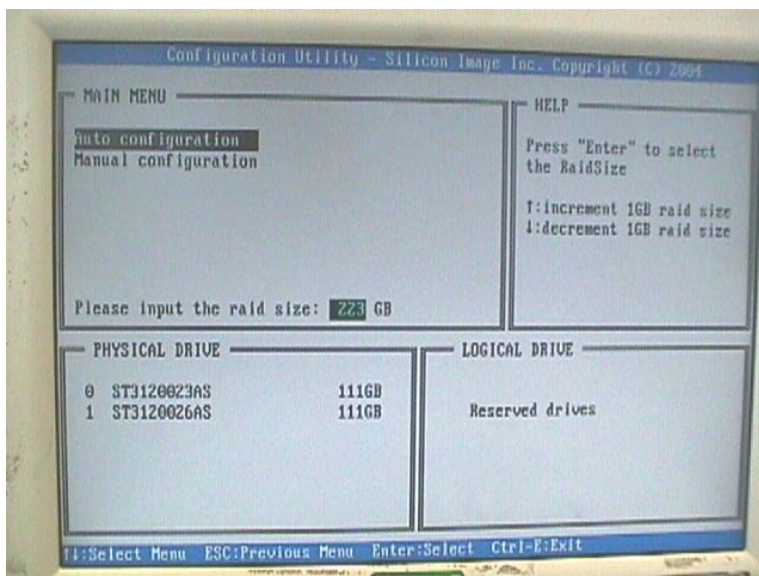 Configuration Utility - Silicon Image Inc. Copyright (C) 2004
MAIN MENU
Auto configuration
Manual configuration
Please input the raid size: 223 GB
HELP
Press "Enter" to select
the RaidSize
↑:increment 1GB raid size
↓:decrement 1GB raid size
PHYSICAL DRIVE
0 ST3120023AS 111GB
1 ST3120026AS 111GB
LOGICAL DRIVE
Reserved drives
↑↓:Select Menu ESC:Previous Menu Enter:Select Ctrl-E:Exit